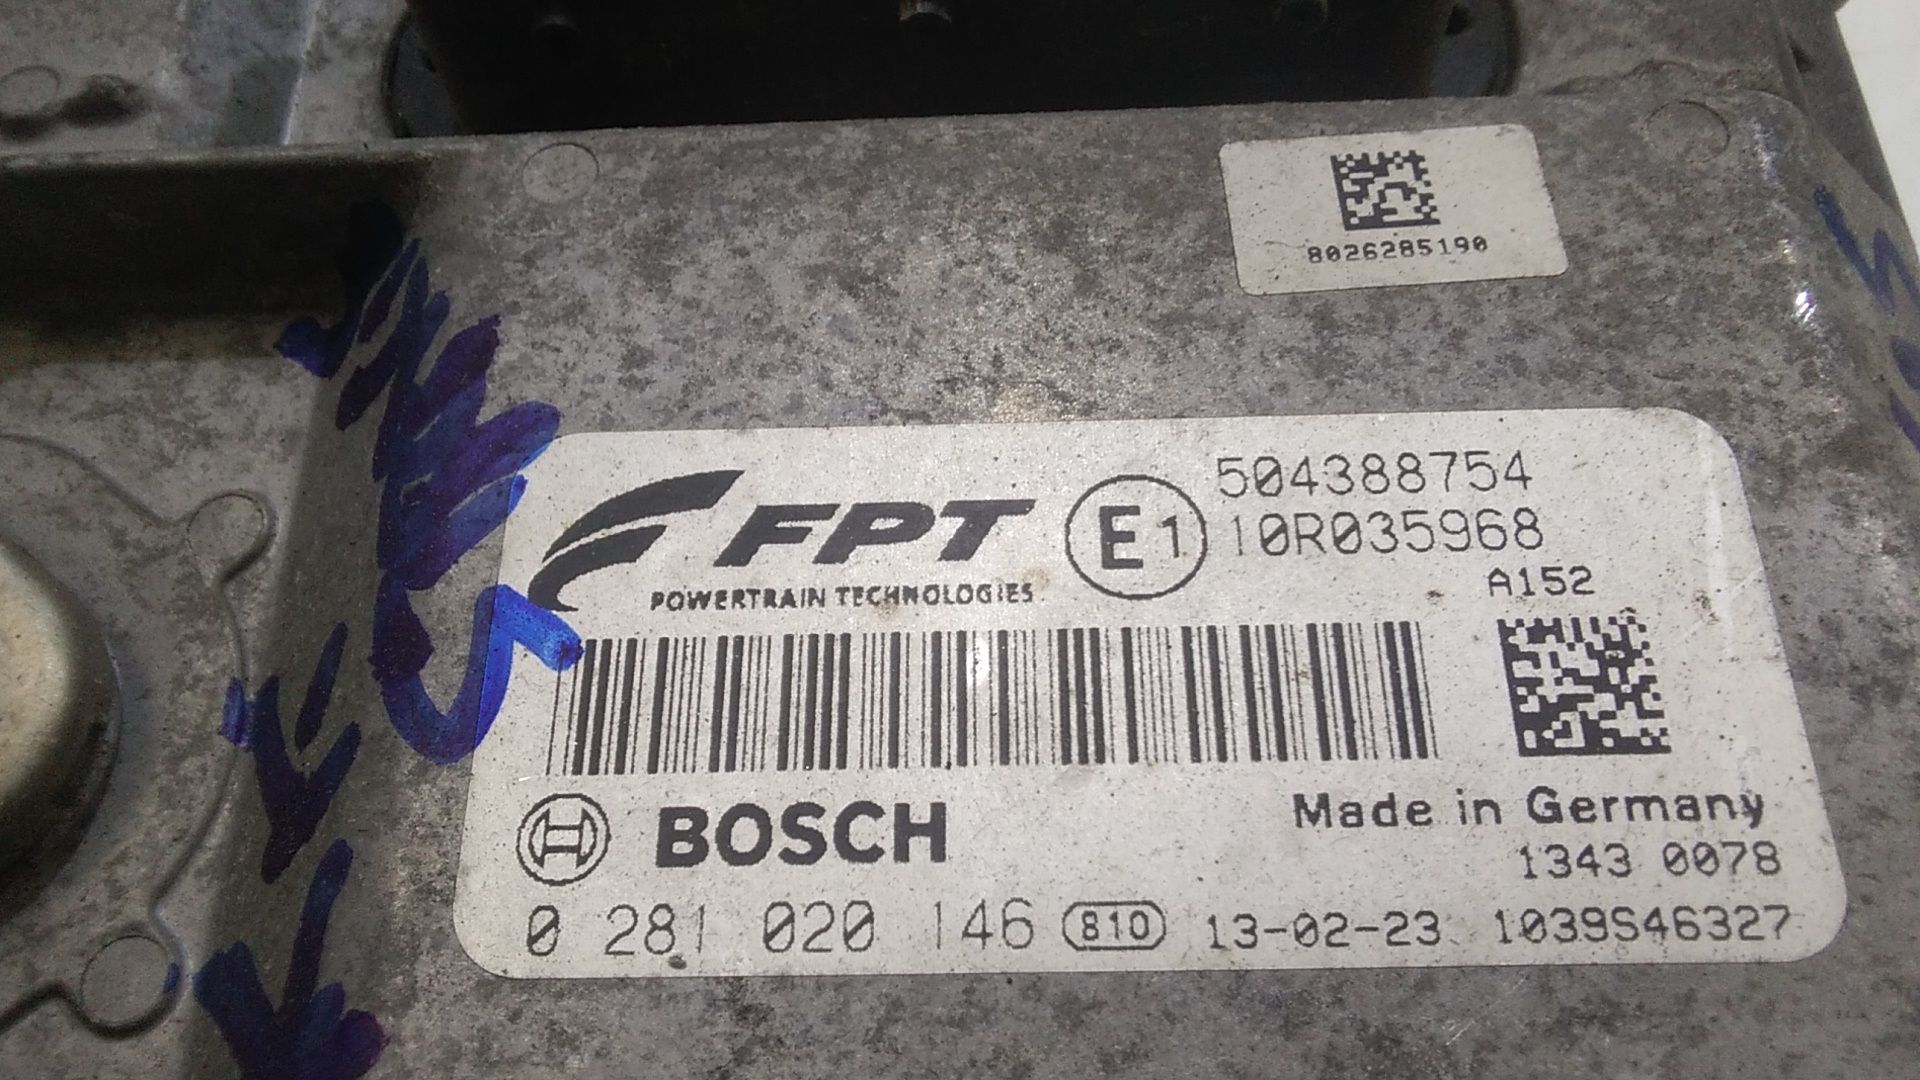 8026285190
FPT
POWERTRAIN TECHNOLOGIES
E1
504388754
10R035968
A152
BOSCH
Made in Germany
1343 0078
0 281 020 146 810 13-02-23 1039S46327